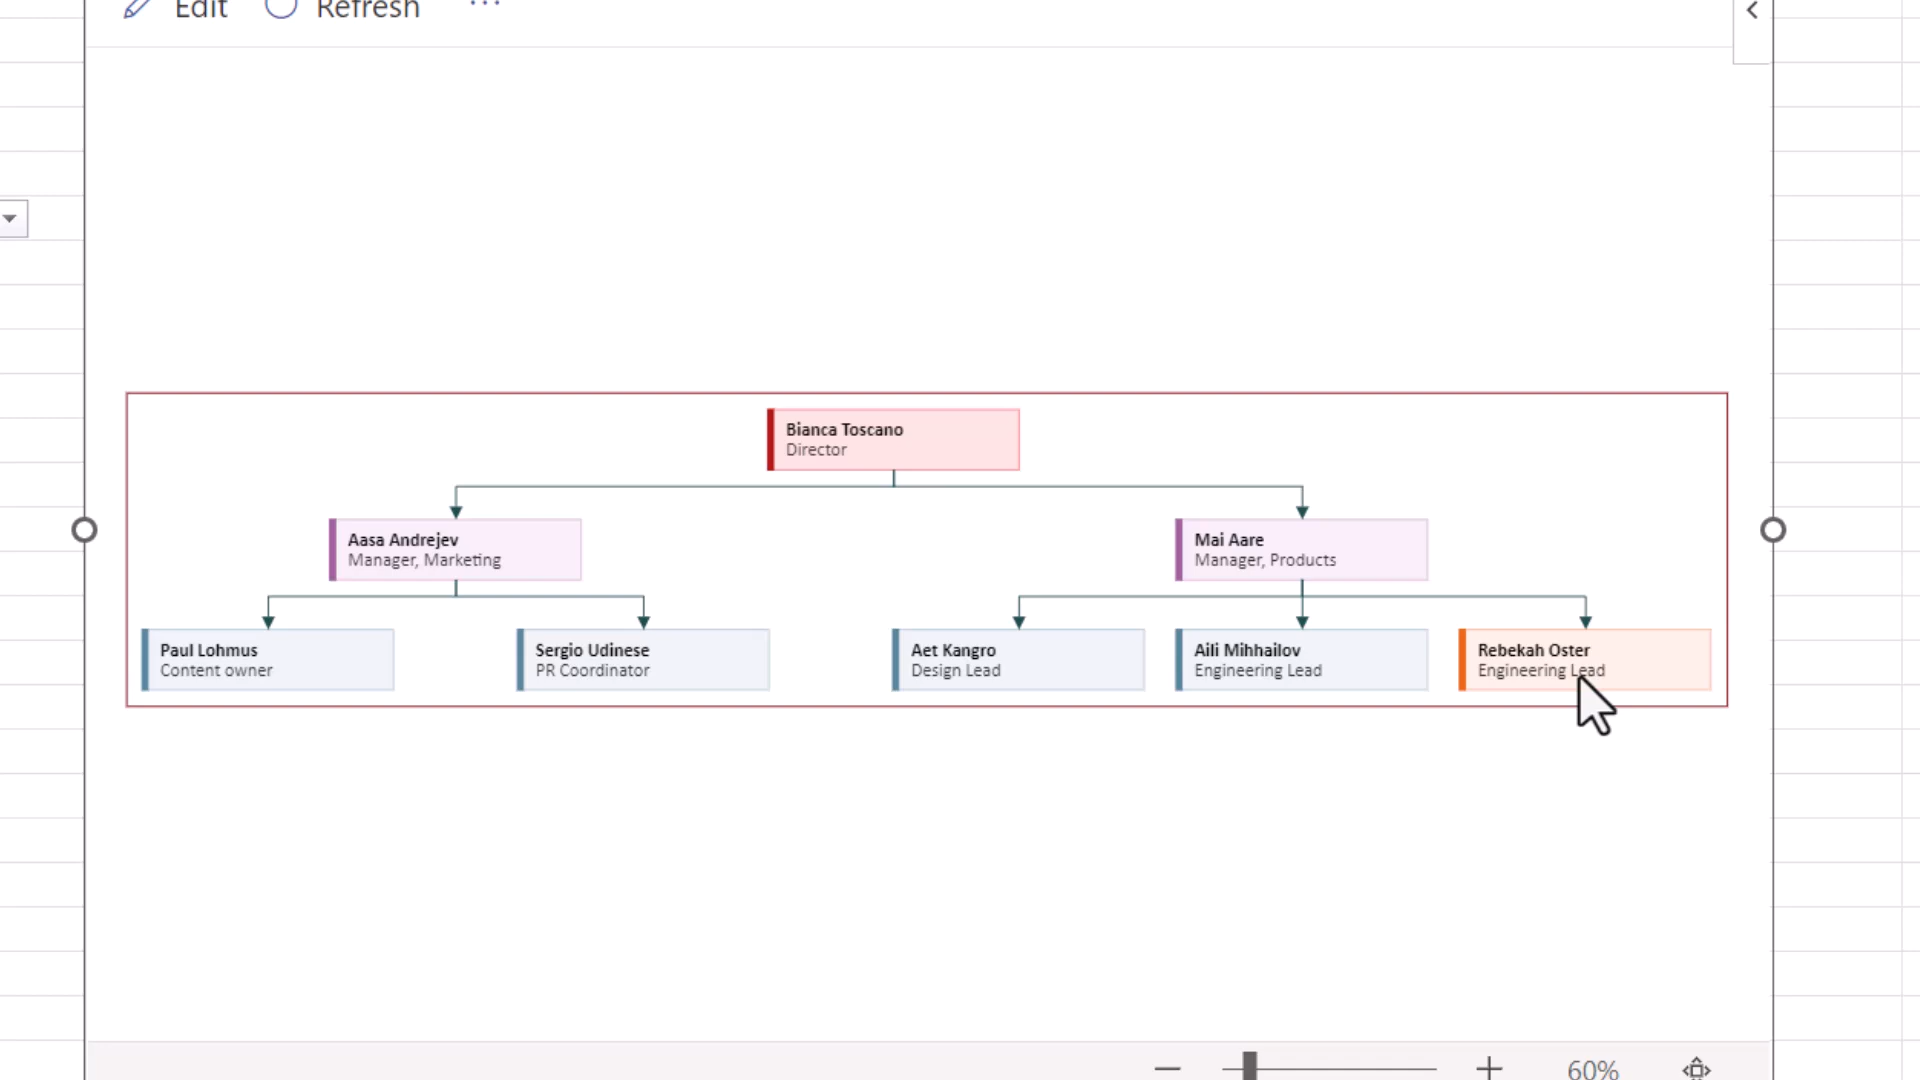 Edit Refresh ...
Bianca Toscano
Director
Aasa Andrejev
Manager, Marketing
Mai Aare
Manager, Products
Paul Lohmus
Content owner
Sergio Udinese
PR Coordinator
Aet Kangro
Design Lead
Aili Mihhailov
Engineering Lead
Rebekah Oster
Engineering Lead
60%